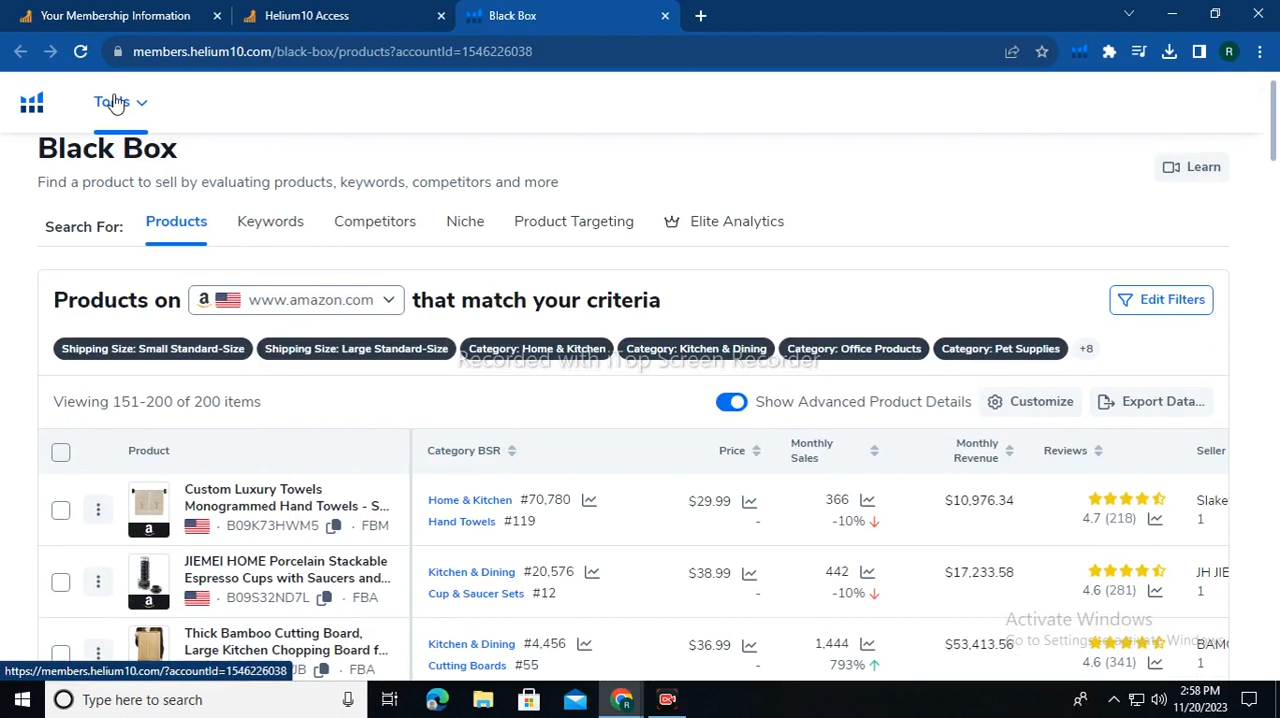 Your Membership Information
Helium10 Access
Black Box
members.helium10.com/black-box/products?accountId=1546226038
R
Tools
Black Box
Find a product to sell by evaluating products, keywords, competitors and more
Learn
Search For:
Products
Keywords
Competitors
Niche
Product Targeting
Elite Analytics
Products on
a www.amazon.com
that match your criteria
Edit Filters
Shipping Size: Small Standard-Size
Shipping Size: Large Standard-Size
Category: Home & Kitchen
Category: Kitchen & Dining
Category: Office Products
Category: Pet Supplies
+8
Recorded with iTop Screen Recorder
Viewing 151-200 of 200 items
Show Advanced Product Details
Customize
Export Data...
Product
Category BSR
Price
Monthly
Sales
Monthly
Revenue
Reviews
Seller
Custom Luxury Towels
Monogrammed Hand Towels - S...
B09K73HWM5 · FBM
a
Home & Kitchen #70,780
Hand Towels #119
$29.99
-
366
-10%
$10,976.34
4.7 (218)
Slake
1
JIEMEI HOME Porcelain Stackable
Espresso Cups with Saucers and...
B09S32ND7L · FBA
a
Kitchen & Dining #20,576
Cup & Saucer Sets #12
$38.99
-
442
-10%
$17,233.58
4.6 (281)
JH JIE
1
Thick Bamboo Cutting Board,
Large Kitchen Chopping Board f...
UB · FBA
Kitchen & Dining #4,456
Cutting Boards #55
$36.99
-
1,444
793%
$53,413.56
4.6 (341)
BAMC
1
Activate Windows
Go to Settings to activate Windows.
https://members.helium10.com/?accountId=1546226038
Type here to search
R
2:58 PM
11/20/2023